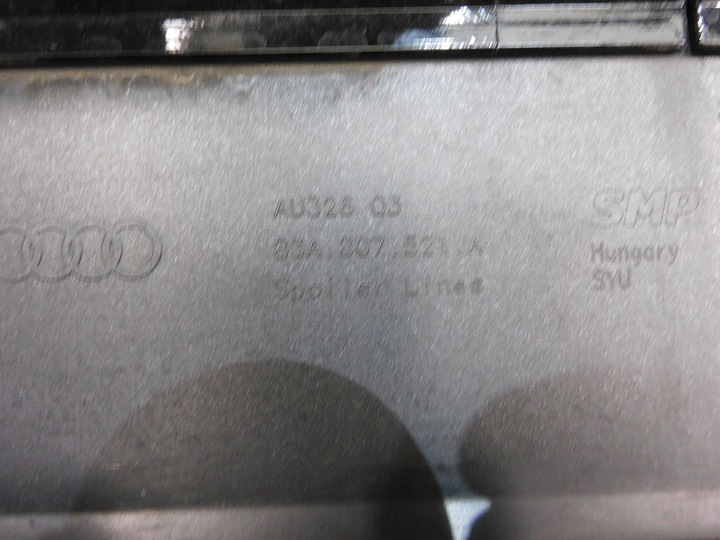 AU326 Q3
83A.807.521.A
Spoiler Lines
SMP
Hungary
SYU